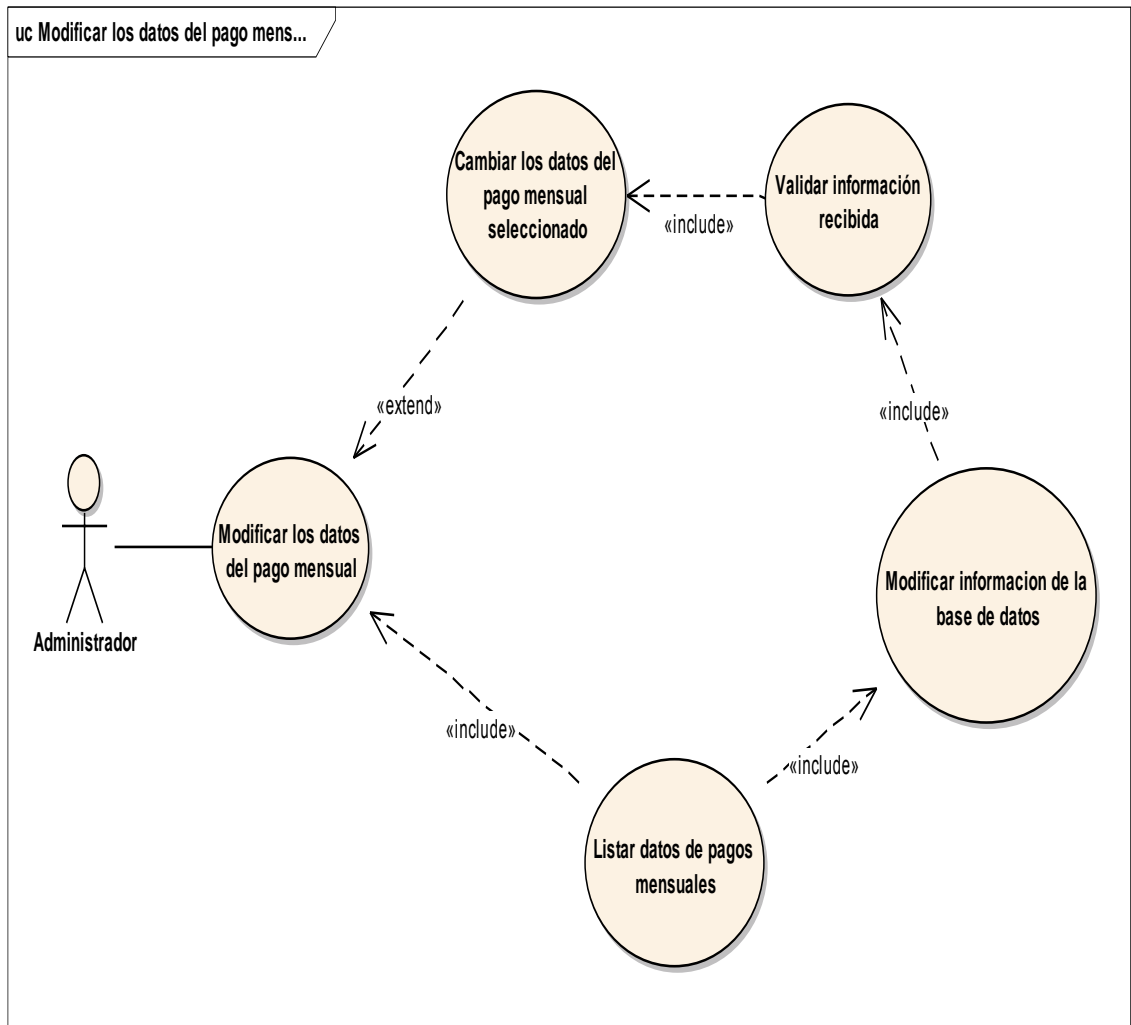 uc Modificar los datos del pago mens...
Cambiar los datos del
pago mensual
seleccionado
Validar información
recibida
«include»
«extend»
«include»
Modificar los datos
del pago mensual
Modificar informacion de la
base de datos
Administrador
«include»
«include»
Listar datos de pagos
mensuales